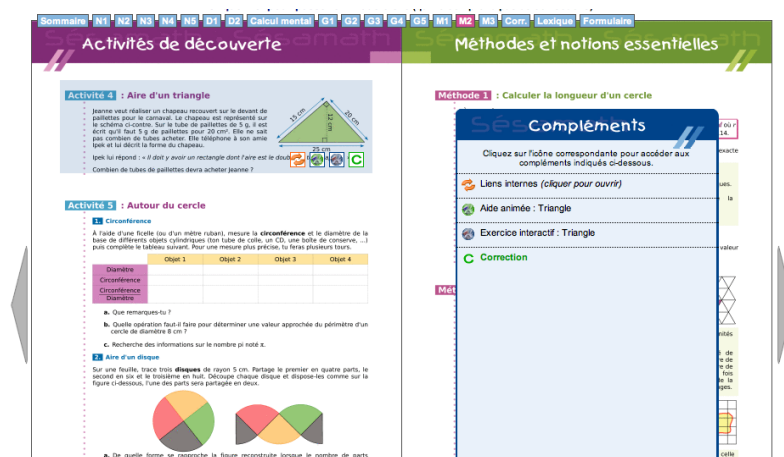 Sommaire N1 N2 N3 N4 N5 D1 D2 Calcul mental G1 G2 G3 G4 G5 M1 M2 M3 Corr. Lexique Formulaire
Activités de découverte
Activité 4 : Aire d'un triangle
Jeanne veut réaliser un chapeau recouvert sur le devant de
paillettes pour le carnaval. Le chapeau est représenté sur
le schéma ci-contre. Sur le tube de paillettes de 5 g, il est
écrit qu'il faut 5 g de paillettes pour 20 cm². Elle ne sait
pas combien de tubes acheter. Elle téléphone à son amie
Ipek et lui décrit la forme du chapeau.
15 cm
12 cm
20 cm
25 cm
Ipek lui répond : « Il doit y avoir un rectangle dont l'aire est le
Combien de tubes de paillettes devra acheter Jeanne ?
Activité 5 : Autour du cercle
1. Circonférence
À l'aide d'une ficelle (ou d'un mètre ruban), mesure la circonférence et le diamètre de la
base de différents objets cylindriques (ton tube de colle, un CD, une boîte de conserve, ...)
puis complète le tableau suivant. Pour une mesure plus précise, tu feras plusieurs tours.
Objet 1 Objet 2 Objet 3 Objet 4
Diamètre
Circonférence
Circonférence
Diamètre
a. Que remarques-tu ?
b. Quelle opération faut-il faire pour déterminer une valeur approchée du périmètre d'un
cercle de diamètre 8 cm ?
c. Recherche des informations sur le nombre pi noté π.
2. Aire d'un disque
Sur une feuille, trace trois disques de rayon 5 cm. Partage le premier en quatre parts, le
second en six et le troisième en huit. Découpe chaque disque et dispose-les comme sur la
figure ci-dessous, l'une des parts sera partagée en deux.
a. De quelle forme se rapproche la figure reconstruite lorsque le nombre de parts
Méthodes et notions essentielles
Méthode 1 : Calculer la longueur d'un cercle
Sésamath
Compléments
Cliquez sur l'icône correspondante pour accéder aux
compléments indiqués ci-dessous.
Liens internes (cliquer pour ouvrir)
Aide animée : Triangle
Exercice interactif : Triangle
C Correction